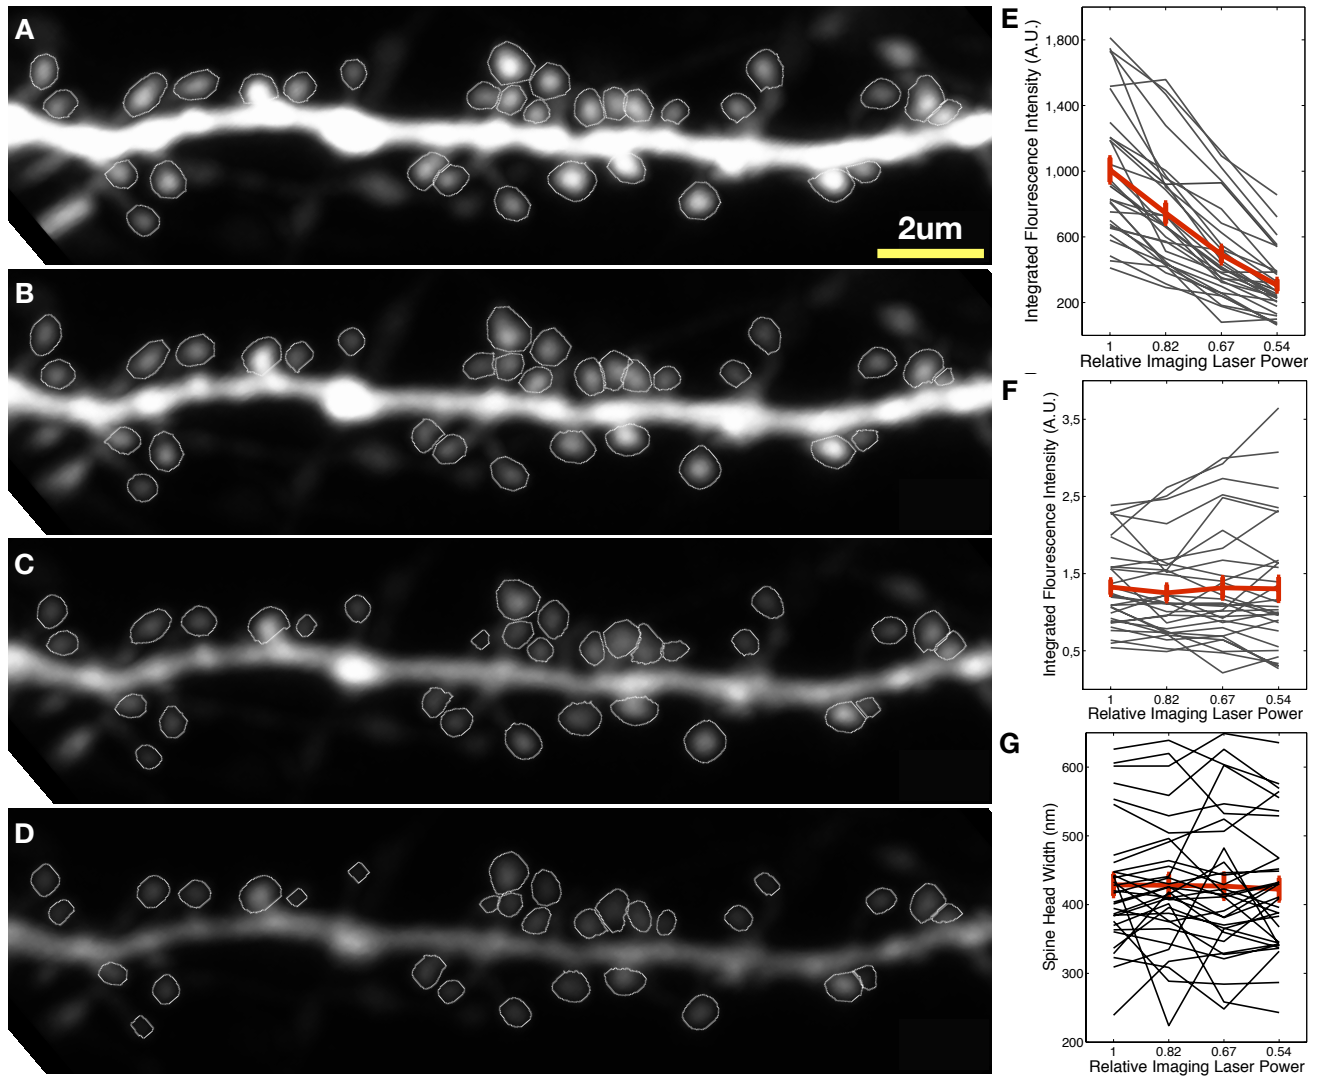 A
2um
B
C
D
E
Integrated Flourescence Intensity (A.U.)
1,800
1,400
1,000
600
200
1 0.82 0.67 0.54
Relative Imaging Laser Power
F
Integrated Flourescence Intensity (A.U.)
3,5
2,5
1,5
0,5
1 0.82 0.67 0.54
Relative Imaging Laser Power
G
Spine Head Width (nm)
600
500
400
300
200
1 0.82 0.67 0.54
Relative Imaging Laser Power